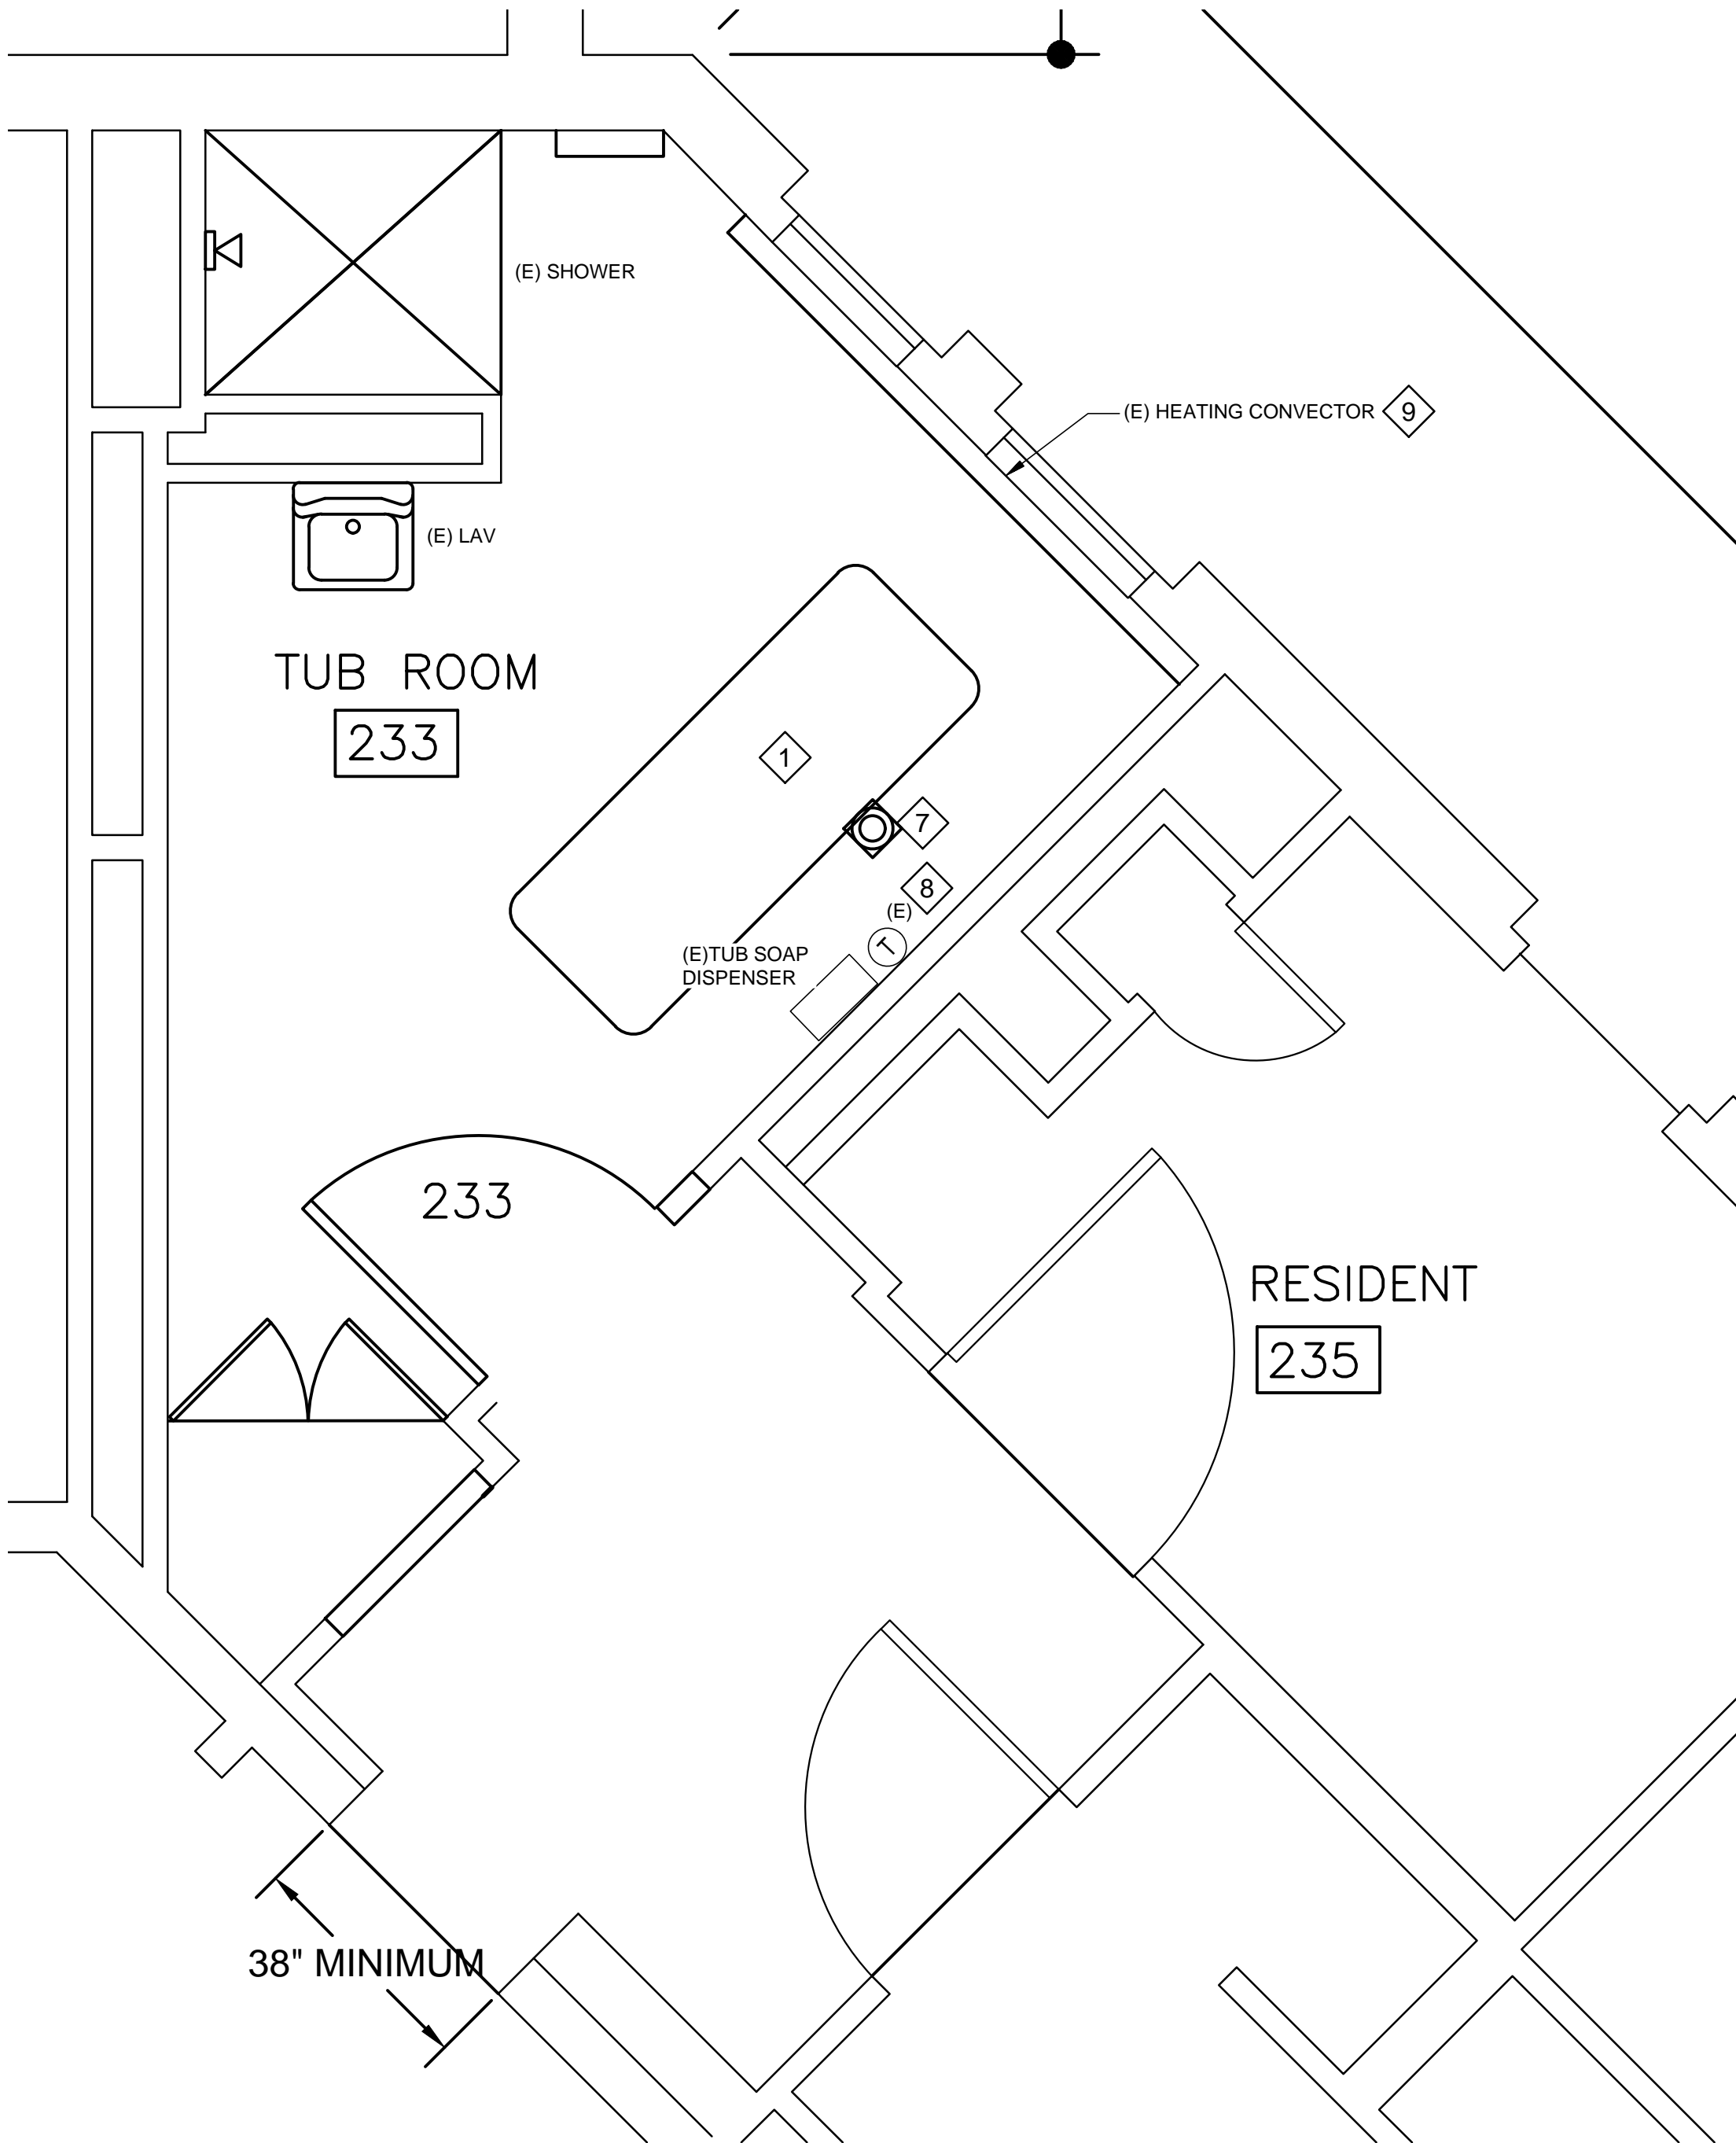 (E) SHOWER
(E) HEATING CONVECTOR 9
(E) LAV
TUB ROOM
233
1
7
8
(E)
T
(E)TUB SOAP
DISPENSER
233
RESIDENT
235
38" MINIMUM